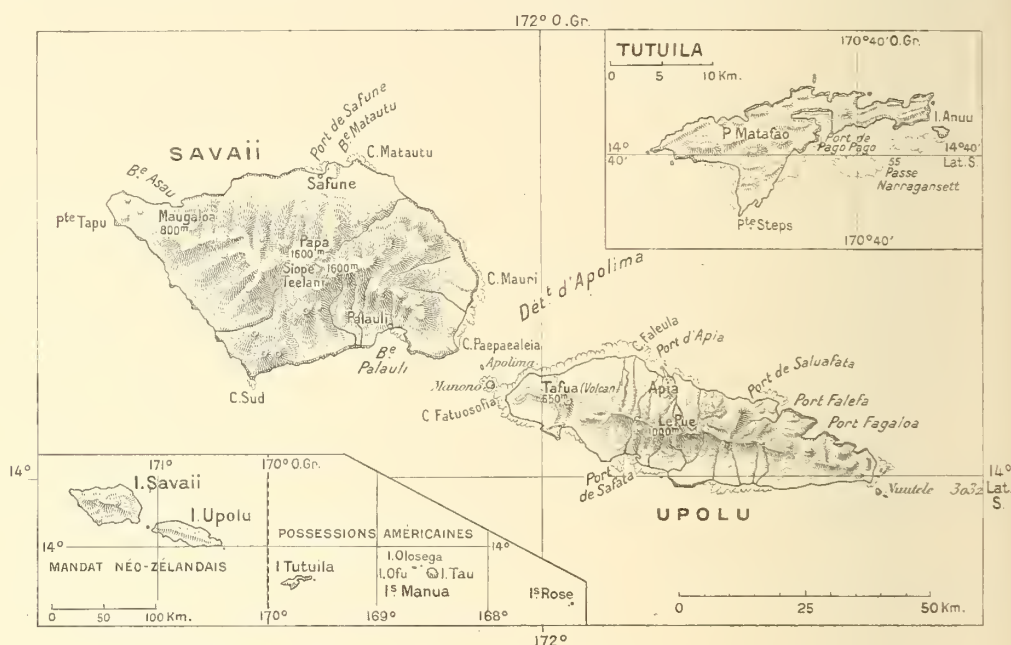 172° O.Gr.
SAVAII
Port de Safune
Be Matautu
C. Matautu
Safune
Be Asau
Pte Tapu
Maugaloa
800m
Papa
1600m
Siope
1600m
Teelani
Palauli
Be
Palauli
C. Mauri
C. Paepaealeia
C. Sud
Dét.t d'Apolima
TUTUILA
0 5 10 Km.
170°40' O.Gr.
P. Matafao
I. Anuu
Port de
Pago Pago
14°
40'
14°40'
Lat. S.
55
Passe
Narragansett
Pte Steps
170°40'
Apolima
Manono
C. Fatuosofia
Tafua (Volcan)
650m
C. Faleula
Port d'Apia
Apia
Le Pue
1000m
Port de Saluafata
Port Falefa
Port Fagaloa
Port
de Safata
UPOLU
Vuutele
3032
14°
14°
Lat.
S.
171°
170° O.Gr.
I. Savaii
I. Upolu
14°
MANDAT NÉO-ZÉLANDAIS
POSSESSIONS AMÉRICAINES
14°
I Tutuila
I. Olosega
I. Ofu
I. Tau
Is Manua
Is Rose
0 50 100 Km.
170°
169°
168°
0 25 50 Km.
172°